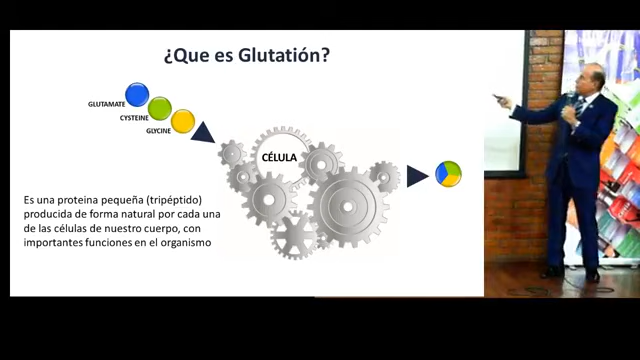 ¿Que es Glutatión?
GLUTAMATE
CYSTEINE
GLYCINE
CÉLULA
Es una proteina pequeña (tripéptido)
producida de forma natural por cada una
de las células de nuestro cuerpo, con
importantes funciones en el organismo